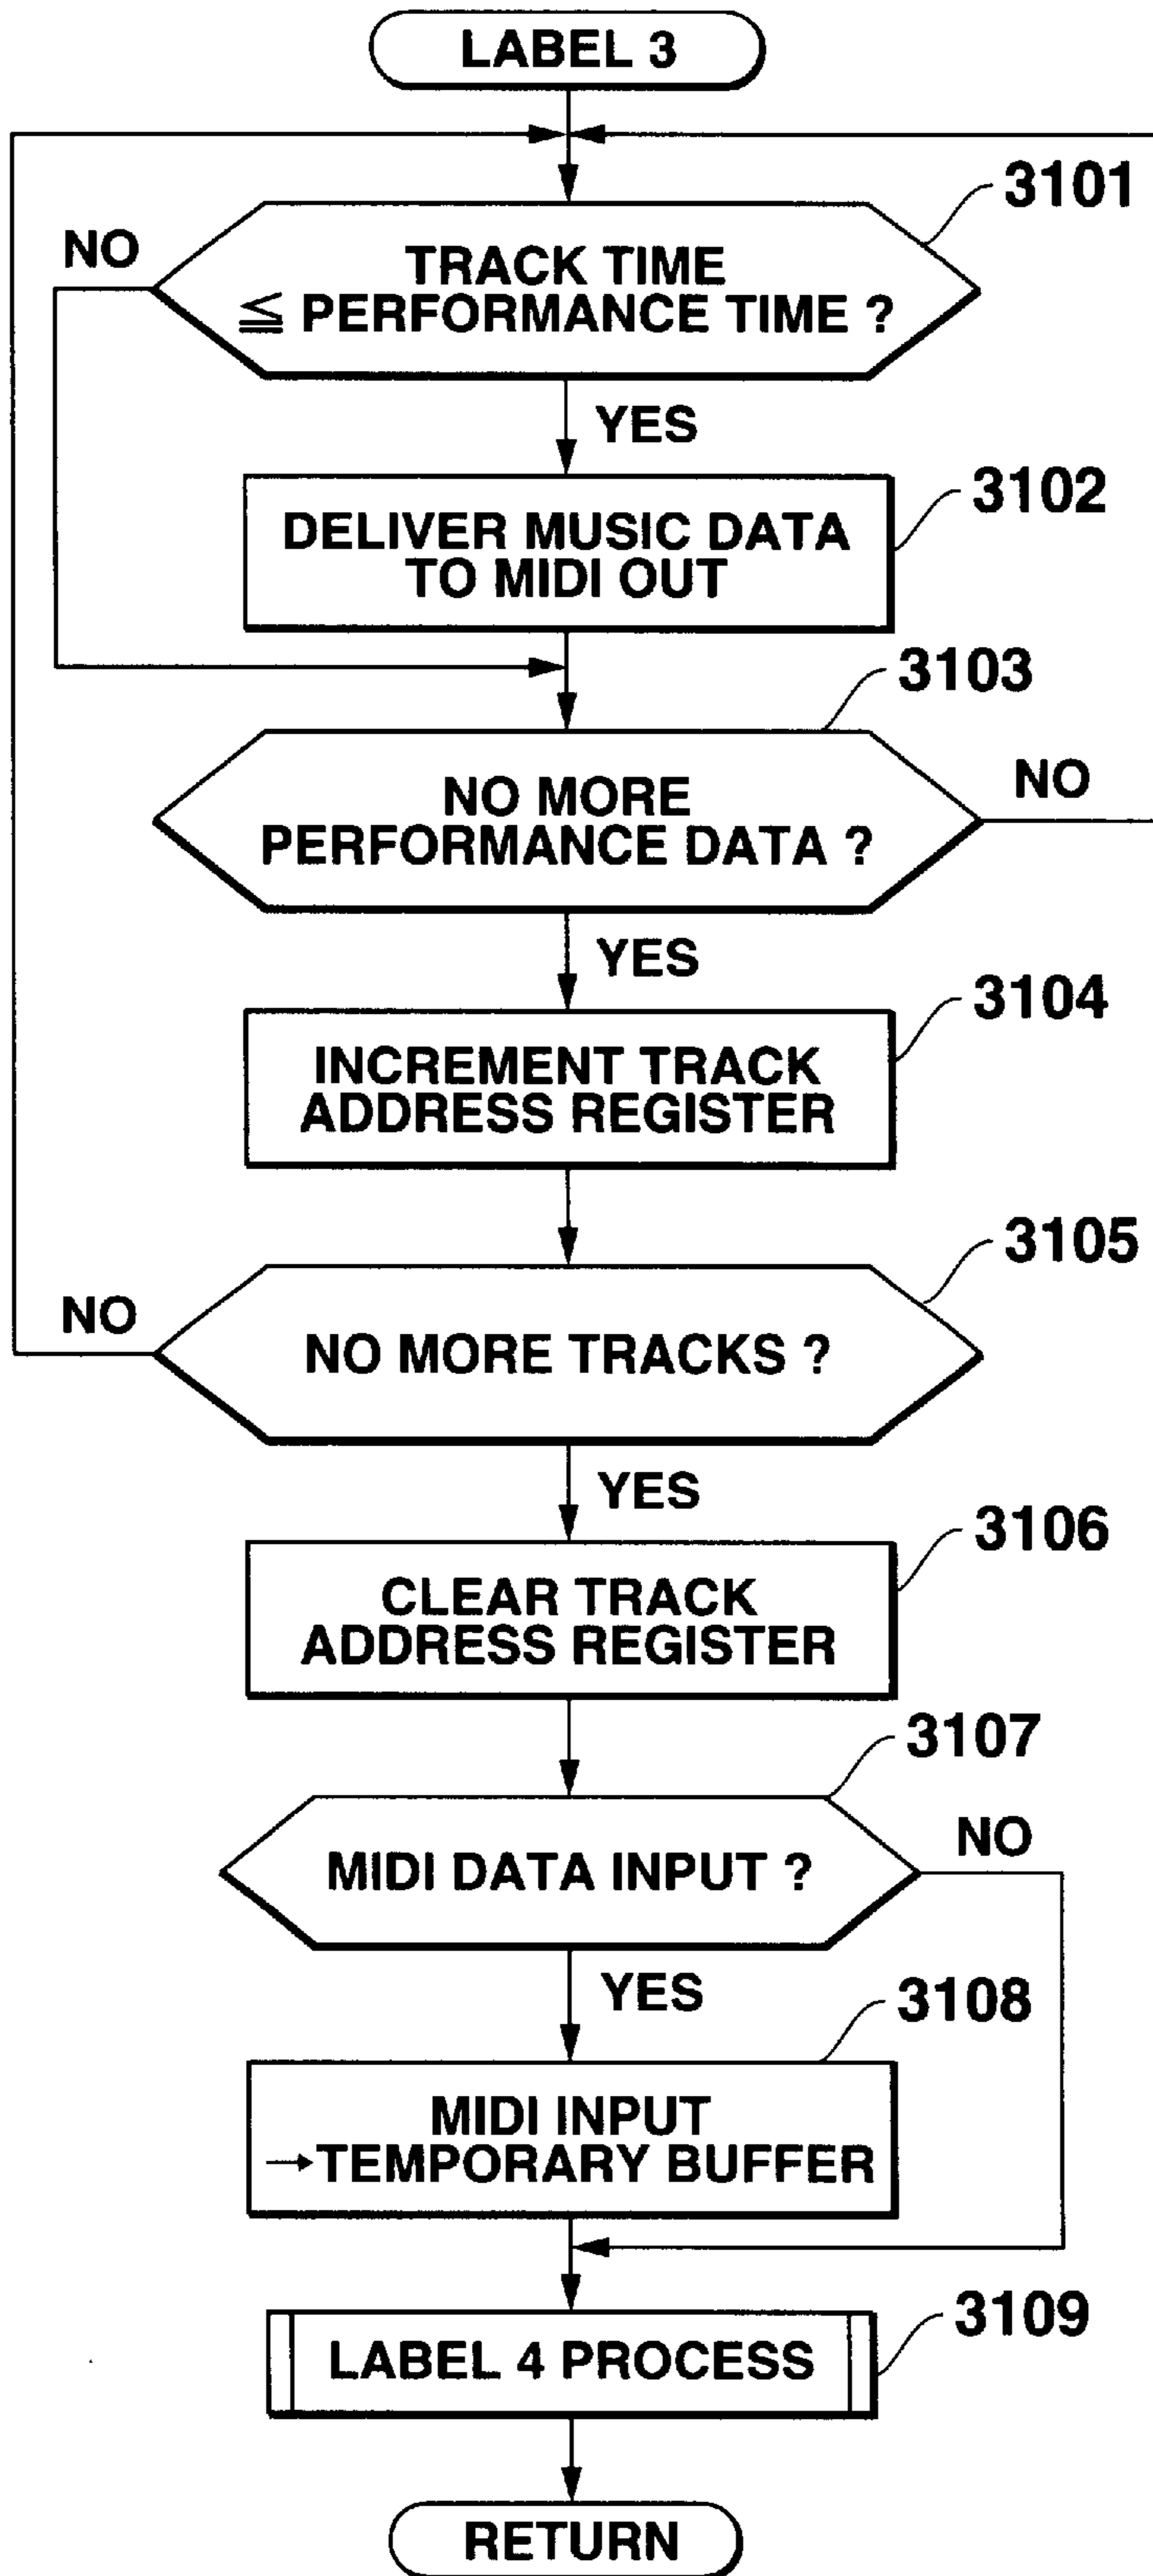 LABEL 3
3101
NO
TRACK TIME
≦ PERFORMANCE TIME ?
YES
3102
DELIVER MUSIC DATA
TO MIDI OUT
3103
NO MORE
PERFORMANCE DATA ?
NO
YES
3104
INCREMENT TRACK
ADDRESS REGISTER
3105
NO
NO MORE TRACKS ?
YES
3106
CLEAR TRACK
ADDRESS REGISTER
3107
MIDI DATA INPUT ?
NO
YES
3108
MIDI INPUT
→TEMPORARY BUFFER
3109
LABEL 4 PROCESS
RETURN